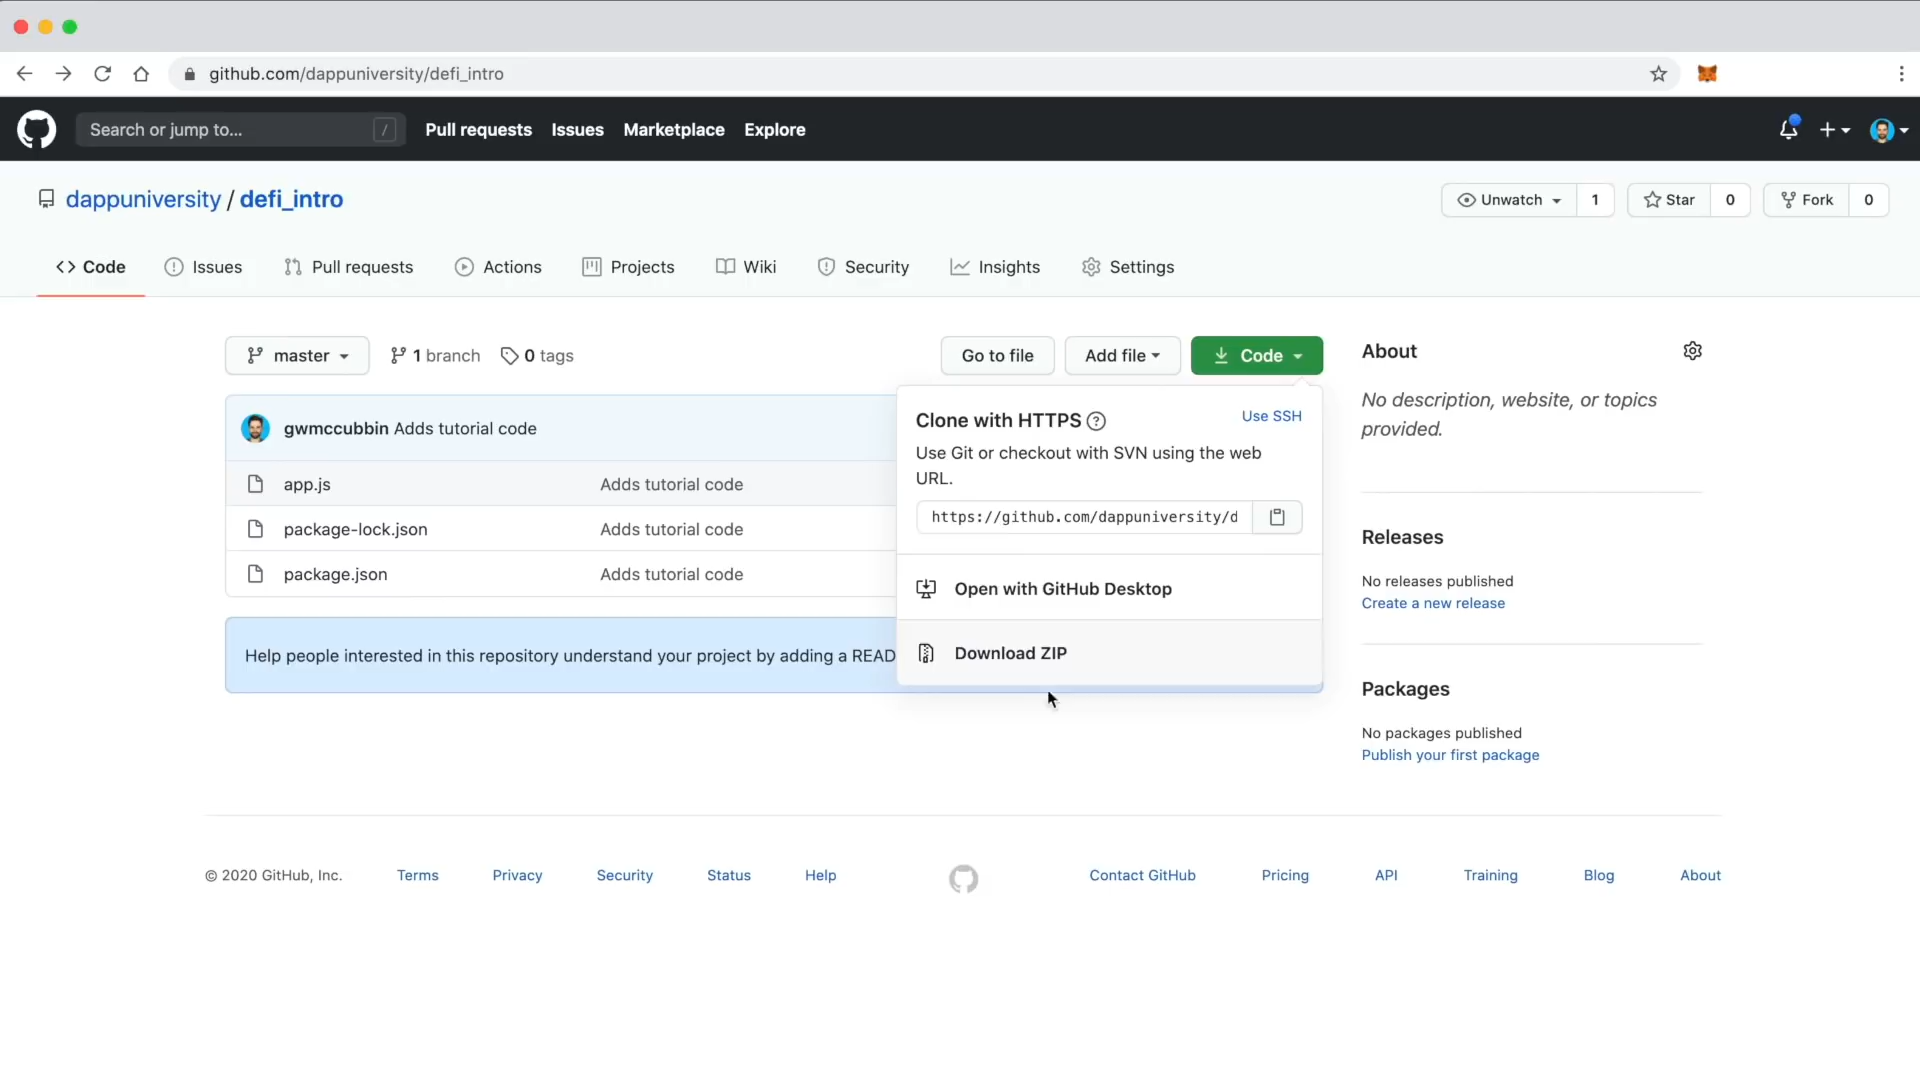 github.com/dappuniversity/defi_intro
Search or jump to... /
Pull requests Issues Marketplace Explore
dappuniversity / defi_intro
Unwatch 1 Star 0 Fork 0
Code Issues Pull requests Actions Projects Wiki Security Insights Settings
master 1 branch 0 tags
Go to file Add file Code
gwmccubbin Adds tutorial code
app.js Adds tutorial code
package-lock.json Adds tutorial code
package.json Adds tutorial code
Help people interested in this repository understand your project by adding a READ
Clone with HTTPS ? Use SSH
Use Git or checkout with SVN using the web
URL.
https://github.com/dappuniversity/d
Open with GitHub Desktop
Download ZIP
About
No description, website, or topics
provided.
Releases
No releases published
Create a new release
Packages
No packages published
Publish your first package
© 2020 GitHub, Inc. Terms Privacy Security Status Help Contact GitHub Pricing API Training Blog About